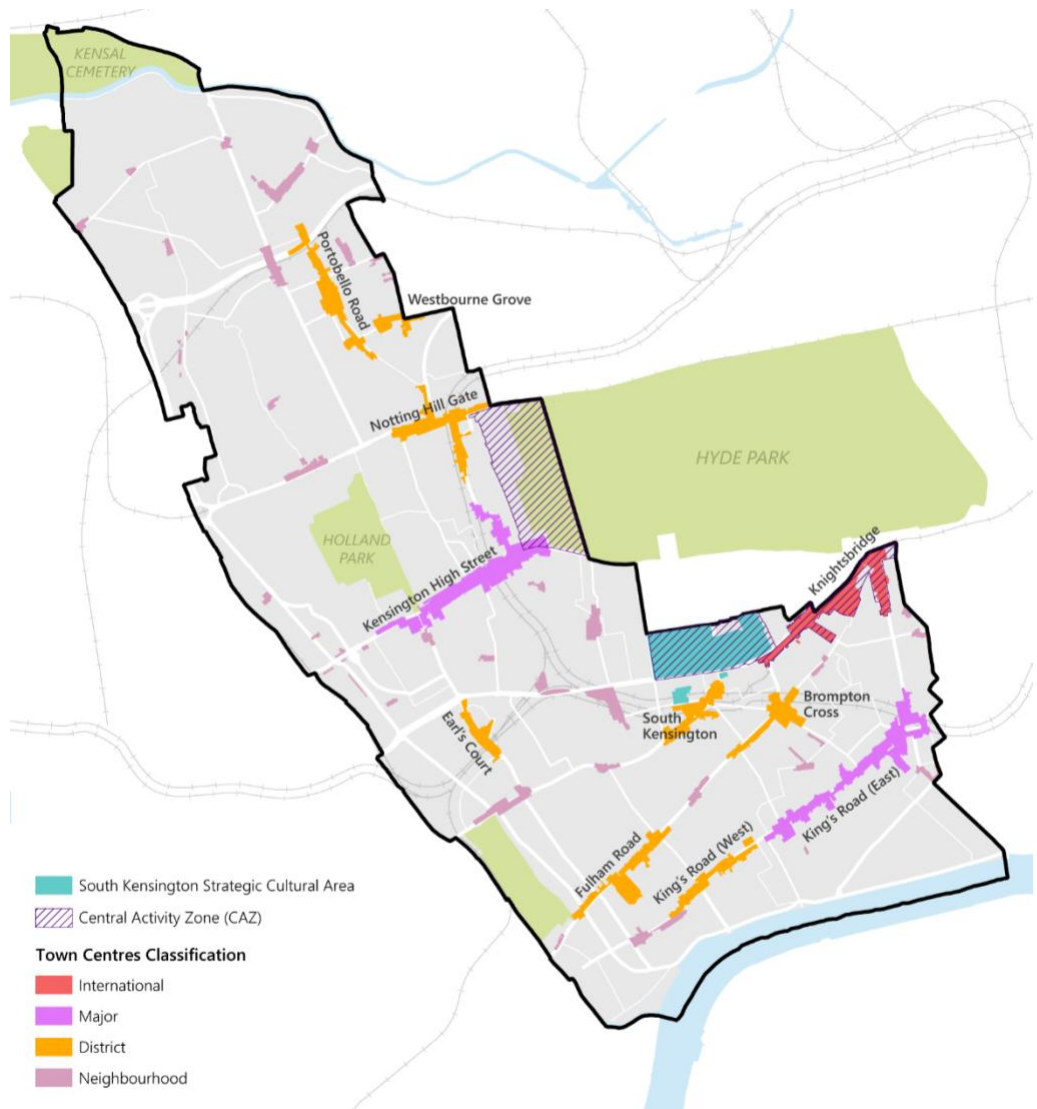 KENSAL
CEMETERY
Portobello Road
Westbourne Grove
Notting Hill Gate
HYDE PARK
HOLLAND
PARK
Knightsbridge
Kensington High Street
Brompton
Cross
South
Kensington
Earl's Court
King's Road (East)
Fulham Road
King's Road (West)
South Kensington Strategic Cultural Area
Central Activity Zone (CAZ)
Town Centres Classification
International
Major
District
Neighbourhood